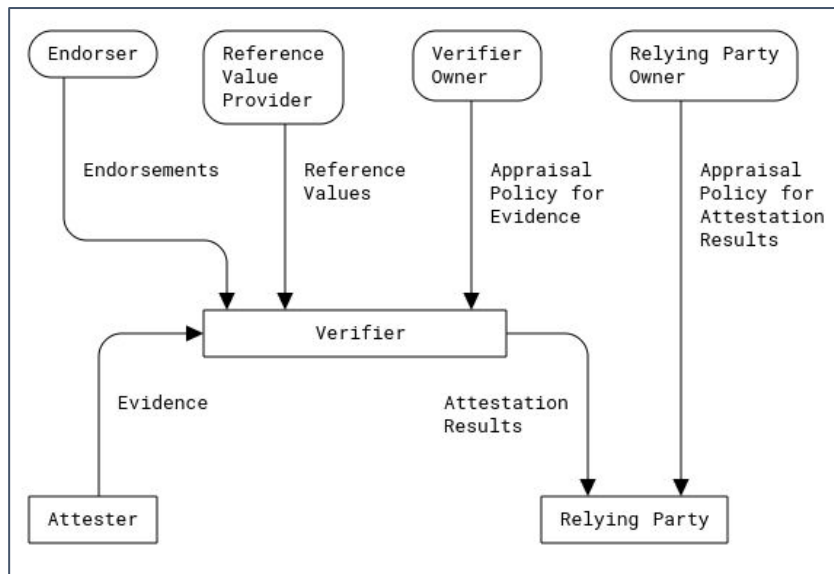 Endorser
Reference
Value
Provider
Verifier
Owner
Relying Party
Owner
Endorsements
Reference
Values
Appraisal
Policy for
Evidence
Appraisal
Policy for
Attestation
Results
Verifier
Evidence
Attestation
Results
Attester
Relying Party